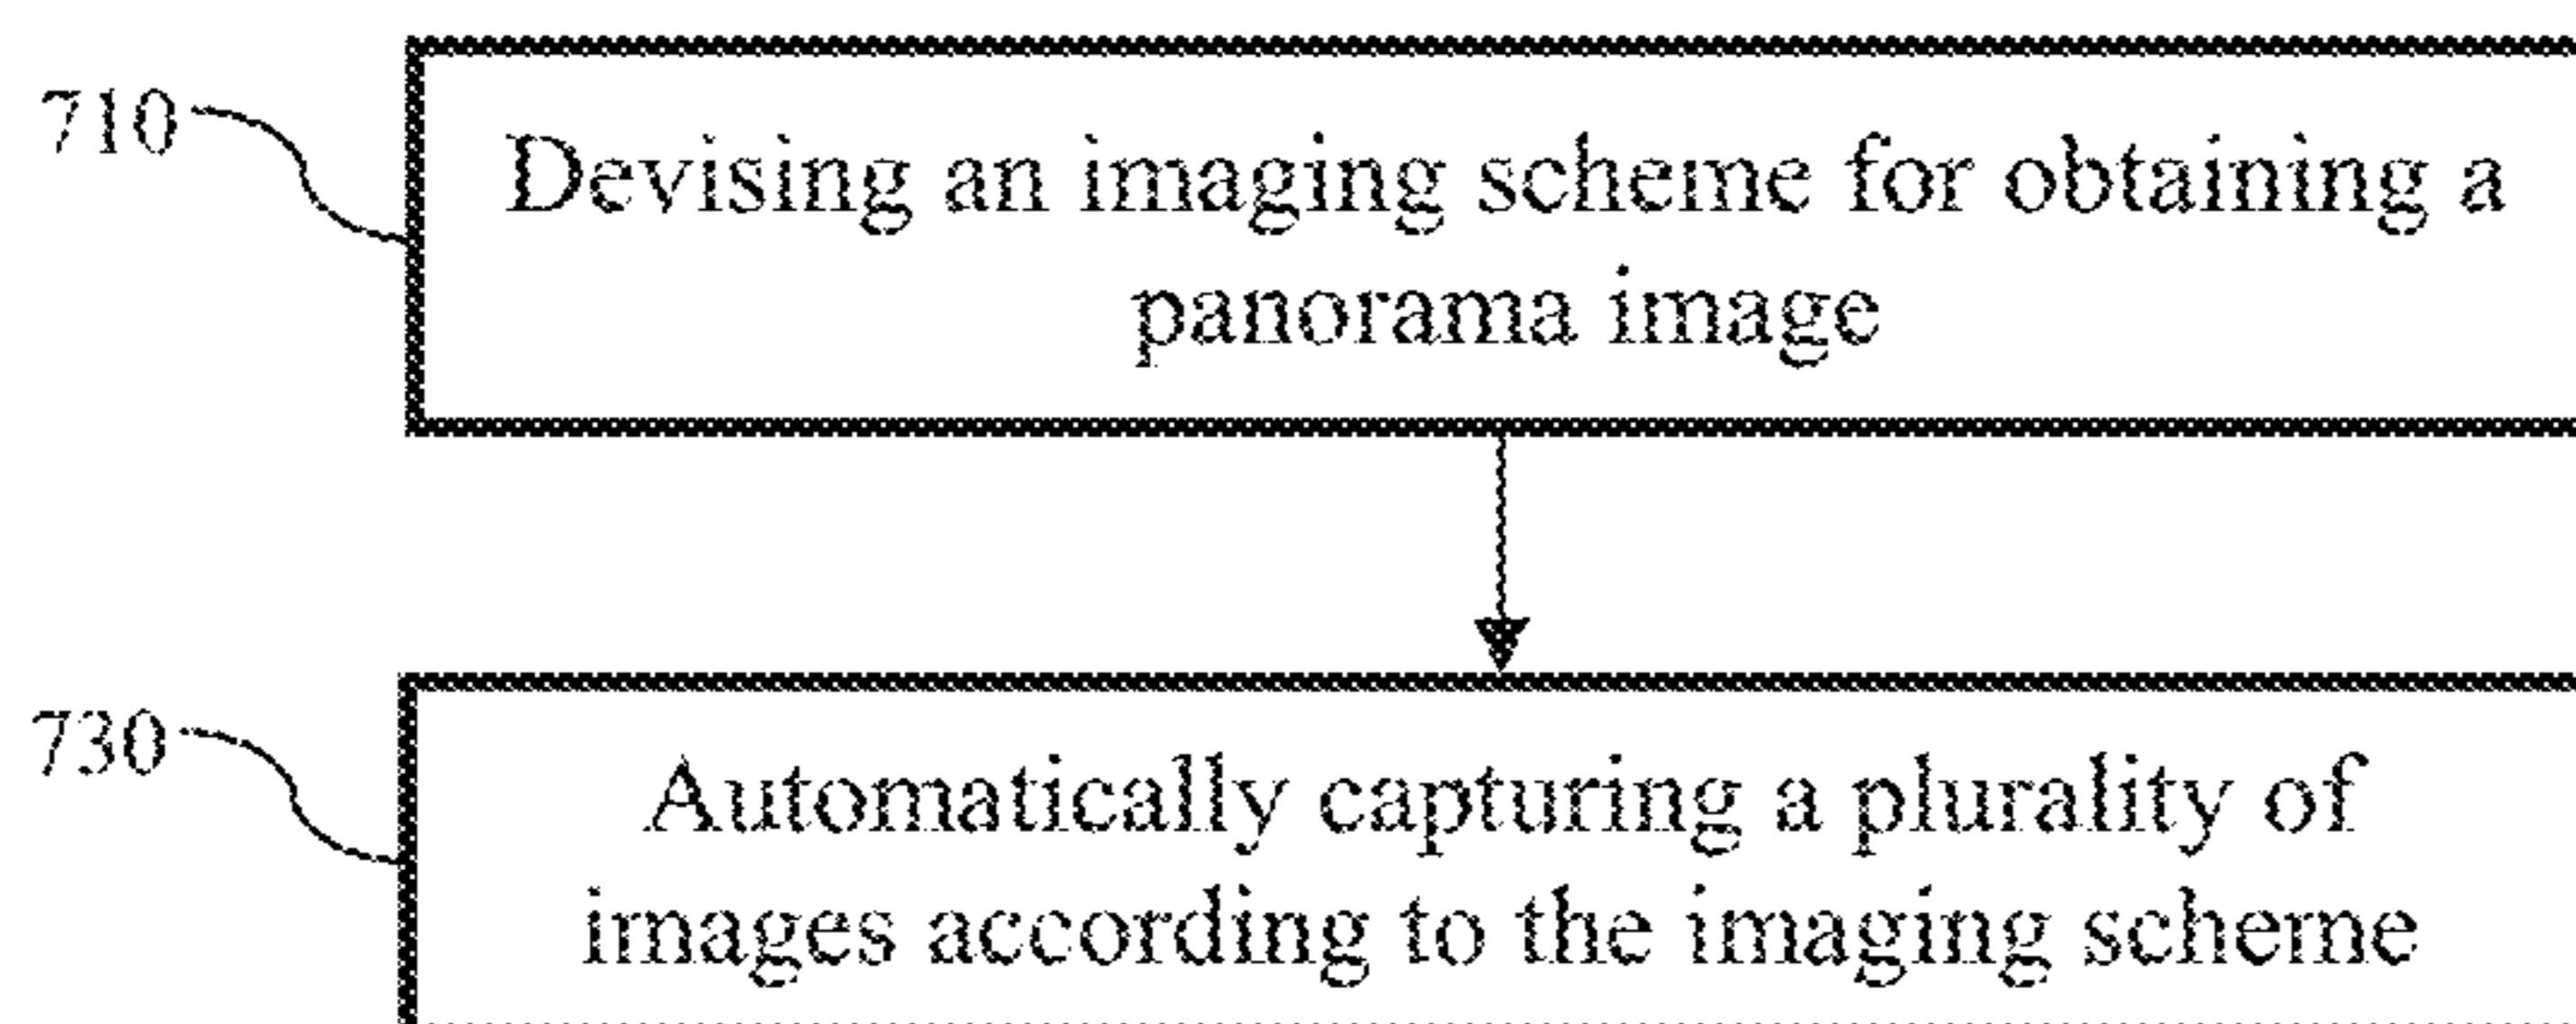 710
Devising an imaging scheme for obtaining a
panorama image
730
Automatically capturing a plurality of
images according to the imaging scheme